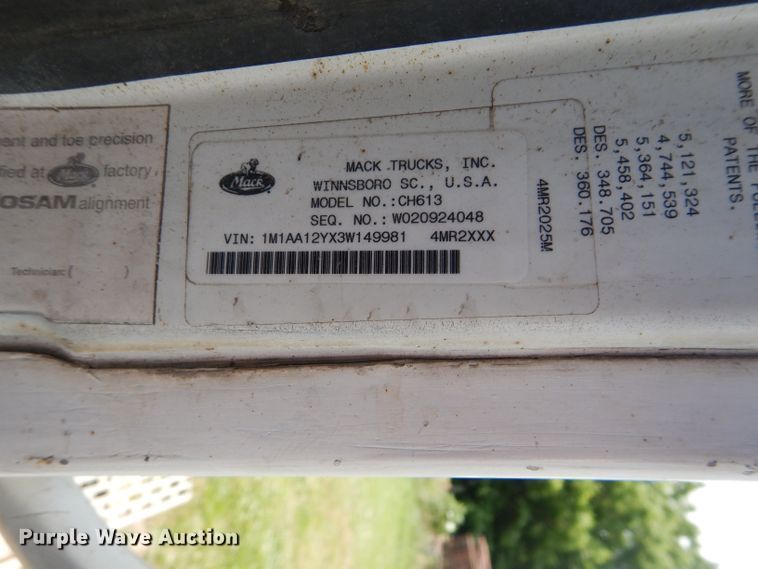 ent and toe precision
fied at Mack factory
OSAM alignment
Technician: (
Mack
MACK TRUCKS, INC.
WINNSBORO SC., U.S.A.
MODEL NO.:CH613
SEQ. NO.: W020924048
VIN: 1M1AA12YX3W149981 4MR2XXX
4MR2025M
MORE OF THE
PATENTS.
5,121,324
4,744,539
5,364,151
5,458,402
DES. 348.705
DES. 360.176
Purple Wave Auction